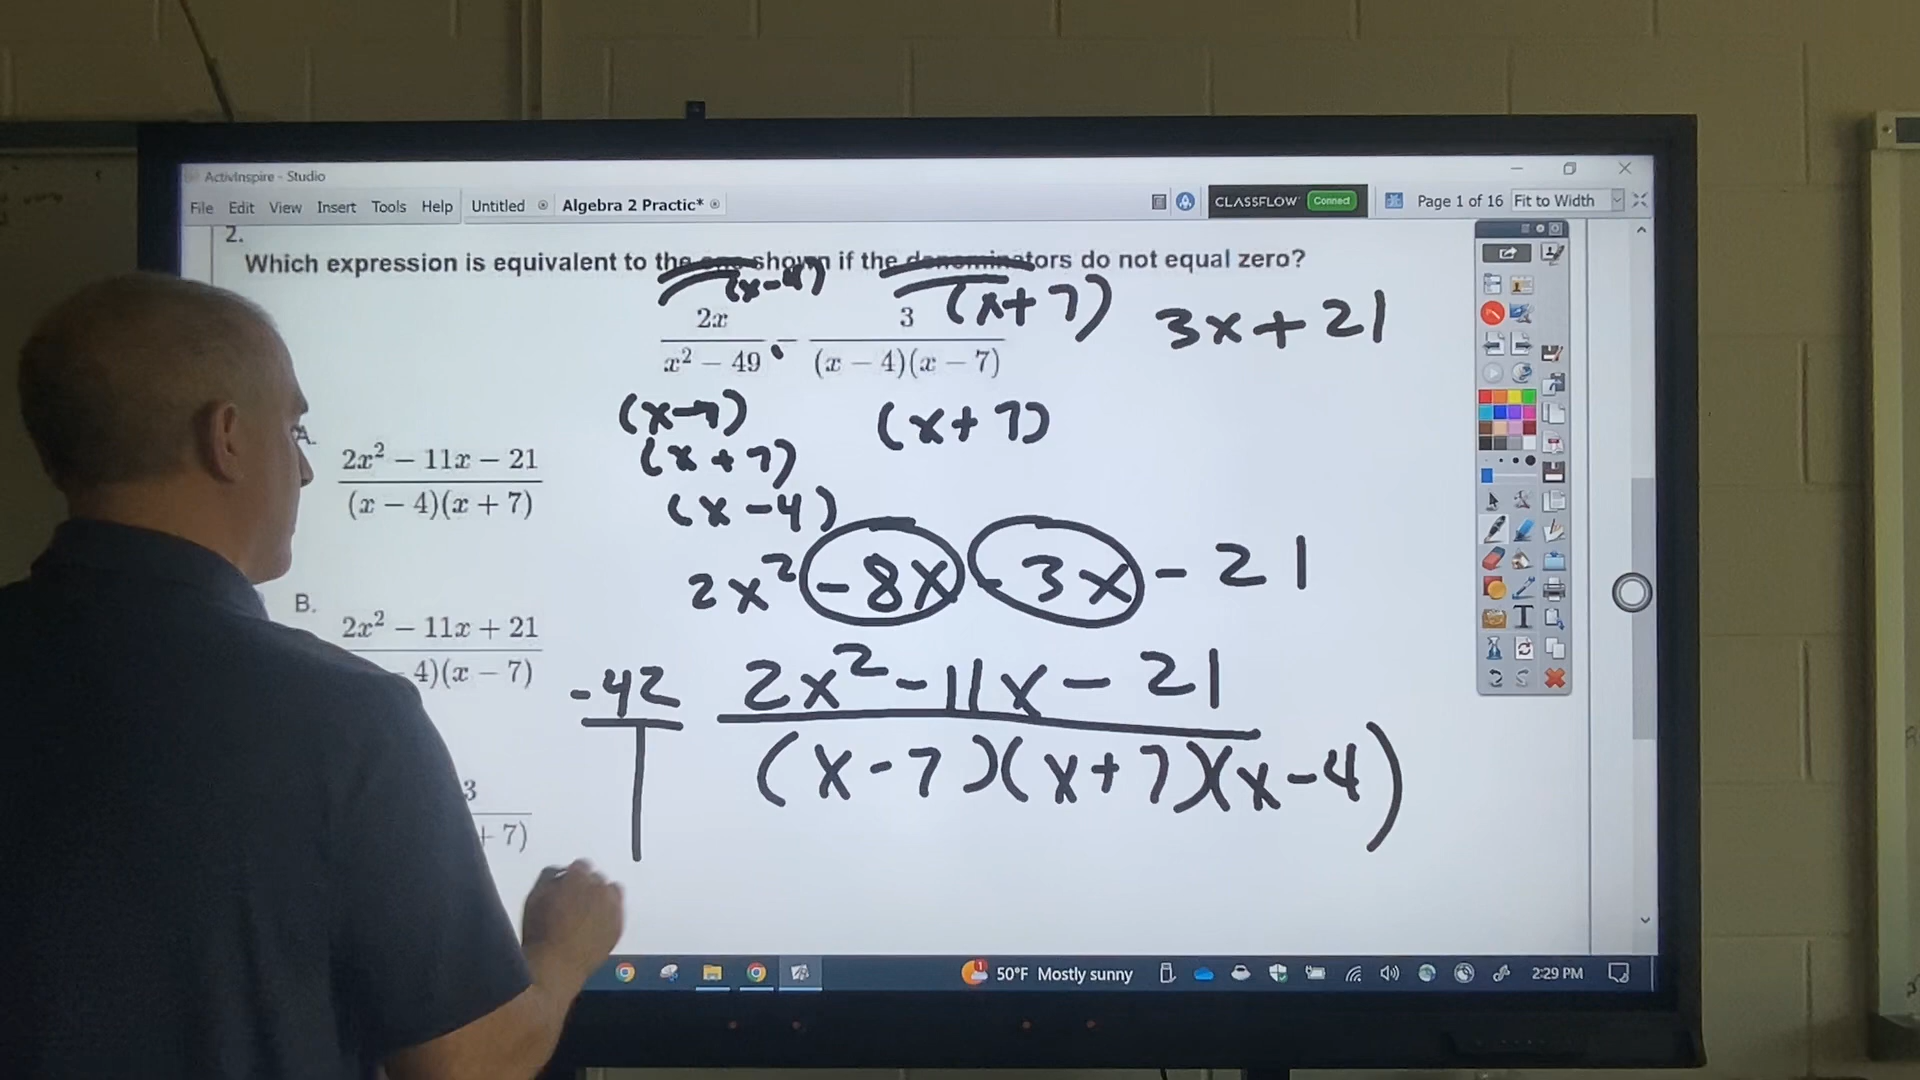 ActivInspire - Studio
File Edit View Insert Tools Help Untitled Algebra 2 Practic* CLASSFLOW Connect Page 1 of 16 Fit to Width
2.
Which expression is equivalent to the one shown if the denominators do not equal zero?
(x-4) (x+7)
2x / x² - 49 - 3 / (x - 4)(x - 7)
3x + 21
(x-7)
(x+7) (x+7)
(x-4)
A.
2x² - 11x - 21
(x - 4)(x + 7)
2x² -8x -3x - 21
B.
2x² - 11x + 21
4)(x - 7)
-42
2x² - 11x - 21
(x-7)(x+7)(x-4)
3
+ 7)
1
50°F Mostly sunny 2:29 PM